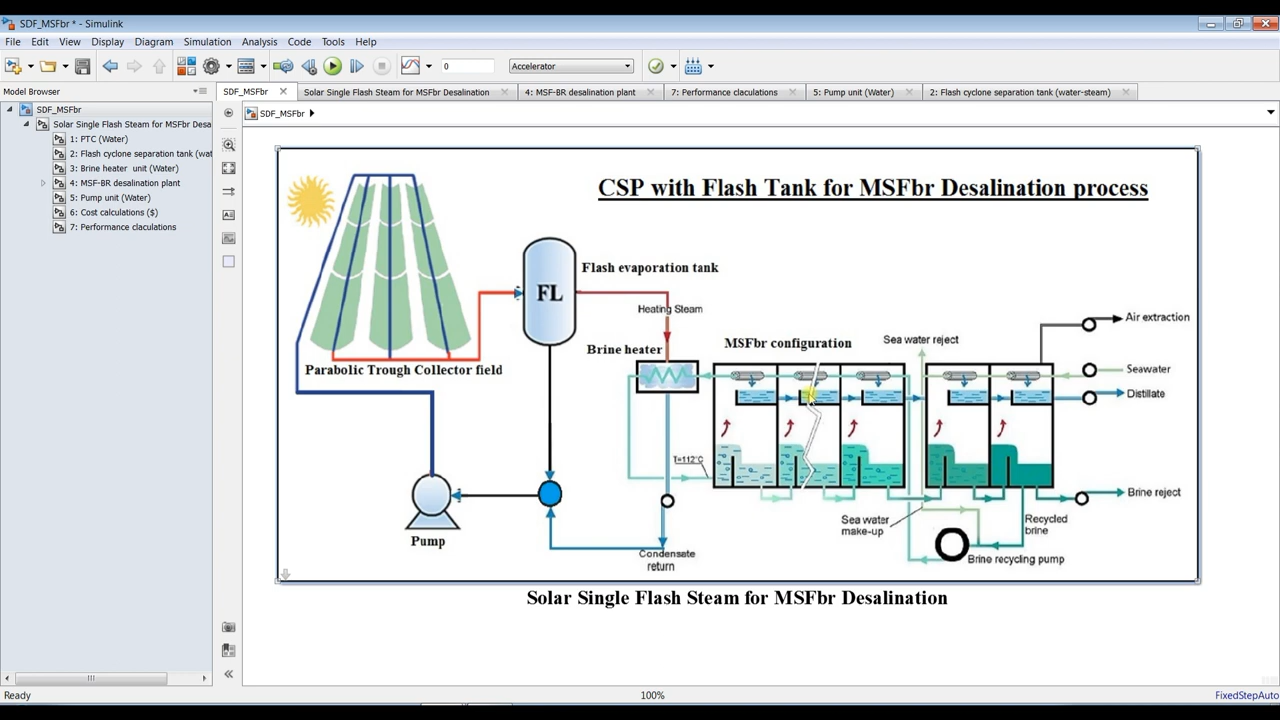 SDF_MSFbr * - Simulink
File Edit View Display Diagram Simulation Analysis Code Tools Help
0 Accelerator
Model Browser
SDF_MSFbr Solar Single Flash Steam for MSFbr Desalination 4: MSF-BR desalination plant 7: Performance claculations 5: Pump unit (Water) 2: Flash cyclone separation tank (water-steam)
SDF_MSFbr
SDF_MSFbr
Solar Single Flash Steam for MSFbr Desa
1: PTC (Water)
2: Flash cyclone separation tank (wat
3: Brine heater unit (Water)
4: MSF-BR desalination plant
5: Pump unit (Water)
6: Cost calculations ($)
7: Performance claculations
CSP with Flash Tank for MSFbr Desalination process
Flash evaporation tank
FL
Heating Steam
Air extraction
Sea water reject
MSFbr configuration
Brine heater
Parabolic Trough Collector field
Seawater
Distillate
T=112°C
Brine reject
Sea water
make-up
Recycled
brine
Pump
Condensate
return
Brine recycling pump
Solar Single Flash Steam for MSFbr Desalination
Ready 100% FixedStepAuto